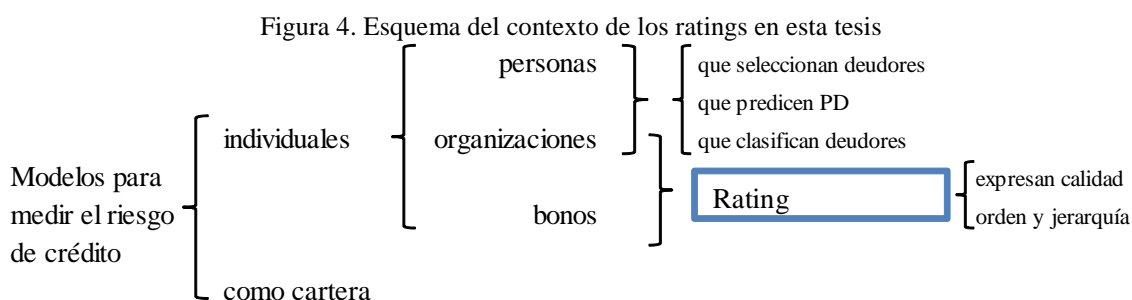 Figura 4. Esquema del contexto de los ratings en esta tesis
Modelos para
medir el riesgo
de crédito
individuales
como cartera
personas
organizaciones
bonos
que seleccionan deudores
que predicen PD
que clasifican deudores
Rating
expresan calidad
orden y jerarquía